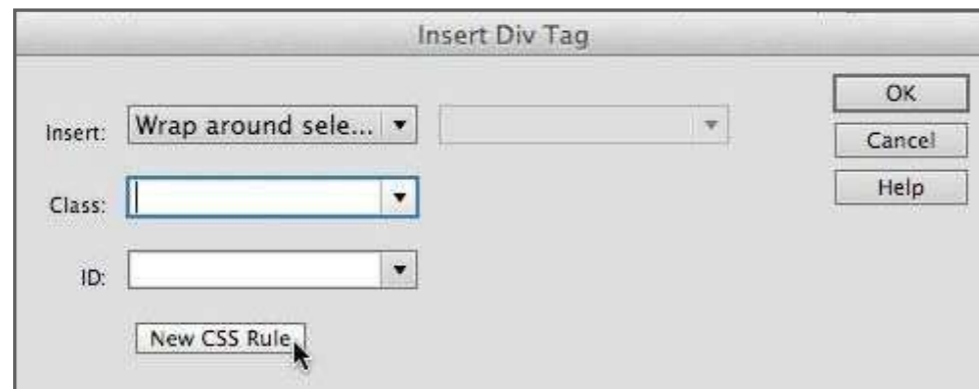 Insert Div Tag
Insert: Wrap around sele...
Class:
ID:
New CSS Rule
OK
Cancel
Help